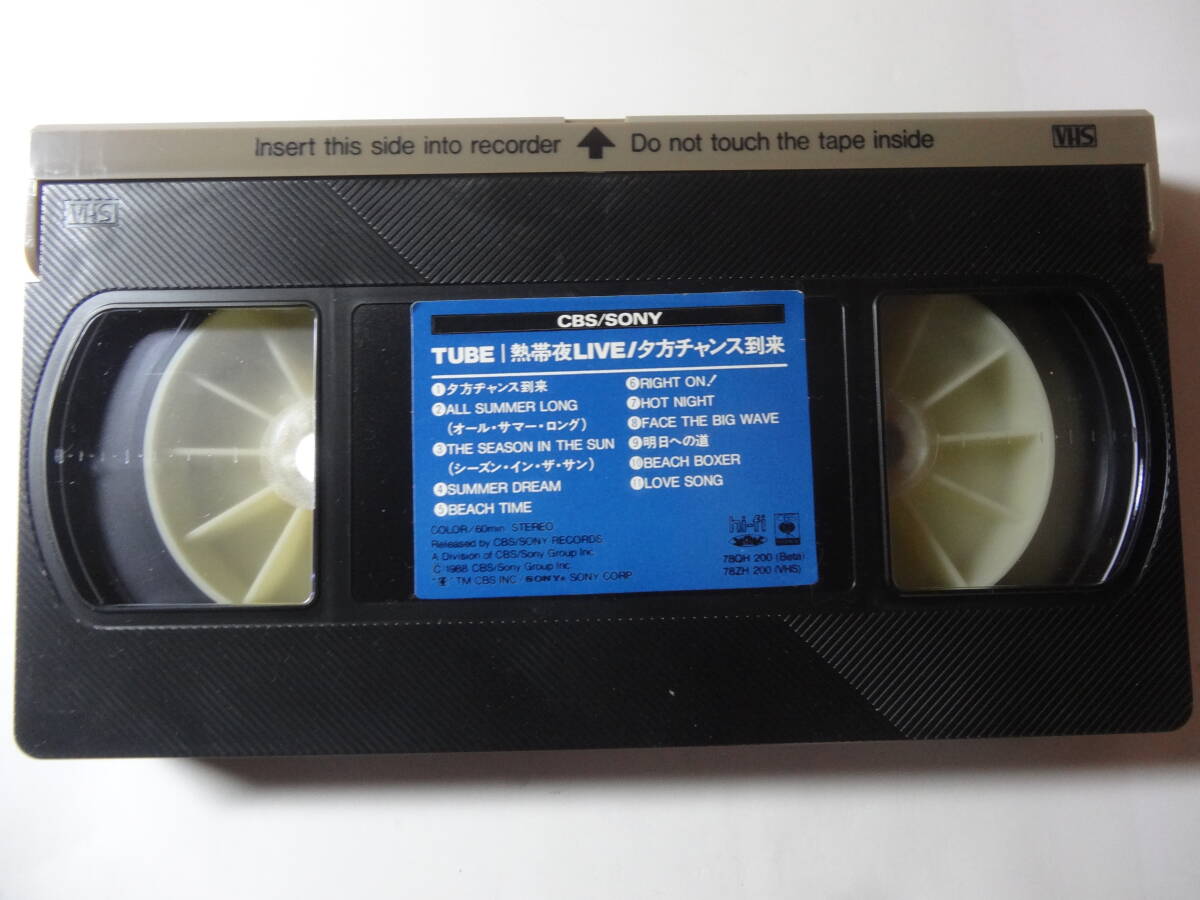 Insert this side into recorder Do not touch the tape inside VHS
VHS
CBS/SONY
TUBE|熱帯夜LIVE/夕方チャンス到来
❶夕方チャンス到来
❷ALL SUMMER LONG
(オール・サマー・ロング)
❸THE SEASON IN THE SUN
(シーズン・イン・ザ・サン)
❹SUMMER DREAM
❺BEACH TIME
❻RIGHT ON!
❼HOT NIGHT
❽FACE THE BIG WAVE
❾明日への道
❿BEACH BOXER
⓫LOVE SONG
COLOR/60min STEREO
Released by CBS/SONY RECORDS
A Division of CBS/Sony Group Inc
© 1988 CBS/Sony Group Inc
TM CBS INC / SONY® SONY CORP
hi-fi
78QH 200 (Beta)
78ZH 200 (VHS)